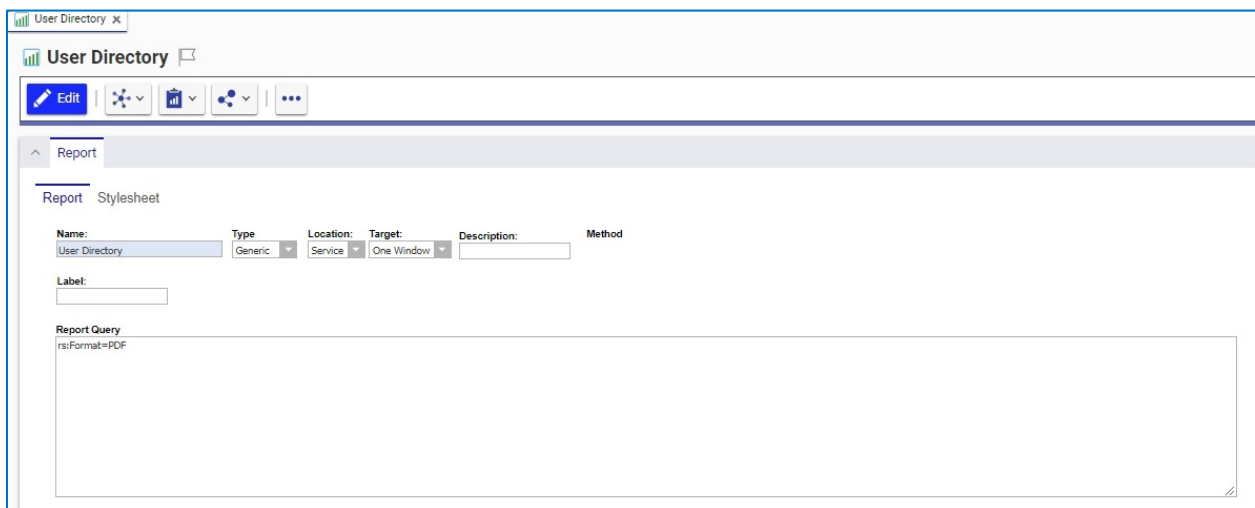 User Directory x
User Directory
Edit
Report
Report Stylesheet
Name: Type Location: Target: Description: Method
User Directory Generic Service One Window
Label:
Report Query
rs:Format=PDF